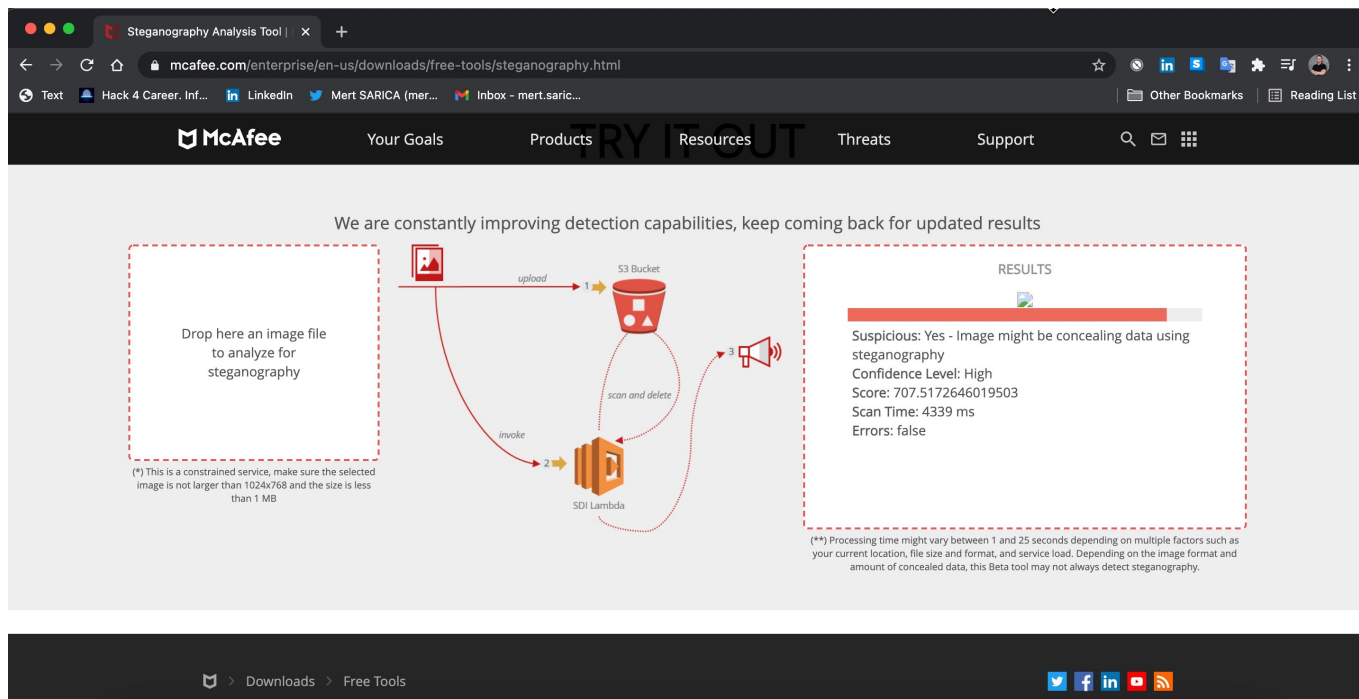 Steganography Analysis Tool |
mcafee.com/enterprise/en-us/downloads/free-tools/steganography.html
Text
Hack 4 Career. Inf...
LinkedIn
Mert SARICA (mer...
Inbox - mert.saric...
Other Bookmarks
Reading List
McAfee
Your Goals
Products
Resources
Threats
Support
TRY IT OUT
We are constantly improving detection capabilities, keep coming back for updated results
Drop here an image file
to analyze for
steganography
(*) This is a constrained service, make sure the selected
image is not larger than 1024x768 and the size is less
than 1 MB
upload
1
S3 Bucket
scan and delete
invoke
2
SDI Lambda
3
RESULTS
Suspicious: Yes - Image might be concealing data using
steganography
Confidence Level: High
Score: 707.5172646019503
Scan Time: 4339 ms
Errors: false
(**) Processing time might vary between 1 and 25 seconds depending on multiple factors such as
your current location, file size and format, and service load. Depending on the image format and
amount of concealed data, this Beta tool may not always detect steganography.
Downloads > Free Tools